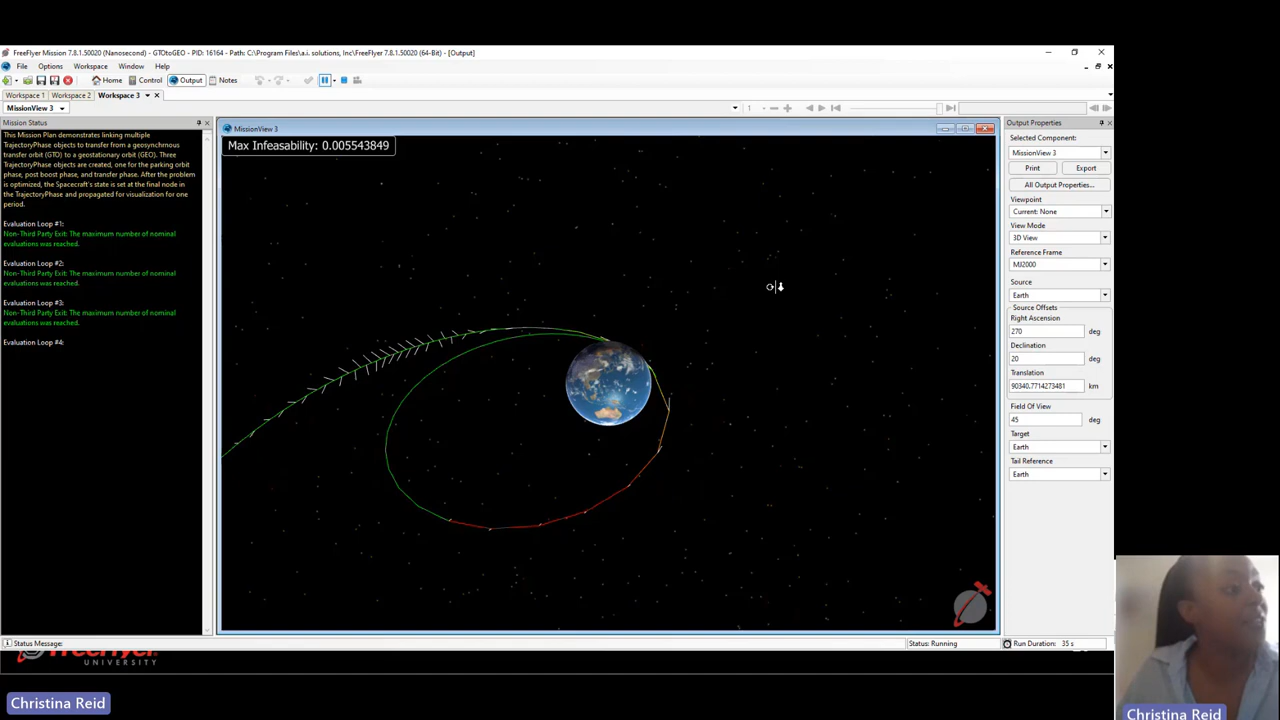 FreeFlyer Mission 7.8.1.50020 (Nanosecond) - GTOtoGEO - PID: 16164 - Path: C:\Program Files\a.i. solutions, Inc\FreeFlyer 7.8.1.50020 (64-Bit) - [Output]
File Options Workspace Window Help
Home Control Output Notes
Workspace 1 Workspace 2 Workspace 3
MissionView 3
1
Mission Status
This Mission Plan demonstrates linking multiple
TrajectoryPhase objects to transfer from a geosynchrnous
transfer orbit (GTO) to a geostationary orbit (GEO). Three
TrajectoryPhase objects are created, one for the parking orbit
phase, post boost phase, and transfer phase. After the problem
is optimized, the Spacecraft's state is set at the final node
in the TrajectoryPhase and propagated for visualization for one
period.
Evaluation Loop #1:
Non-Third Party Exit: The maximum number of nominal
evaluations was reached.
Evaluation Loop #2:
Non-Third Party Exit: The maximum number of nominal
evaluations was reached.
Evaluation Loop #3:
Non-Third Party Exit: The maximum number of nominal
evaluations was reached.
Evaluation Loop #4:
MissionView 3
Max Infeasability: 0.005543849
Output Properties
Selected Component:
MissionView 3
Print Export
All Output Properties...
Viewpoint
Current: None
View Mode
3D View
Reference Frame
MJ2000
Source
Earth
Source Offsets
Right Ascension
270 deg
Declination
20 deg
Translation
90340.7714273481 km
Field Of View
45 deg
Target
Earth
Tail Reference
Earth
Status Message:
Status: Running
Run Duration: 35 s
FreeFlyer
UNIVERSITY
Christina Reid
Christina Reid